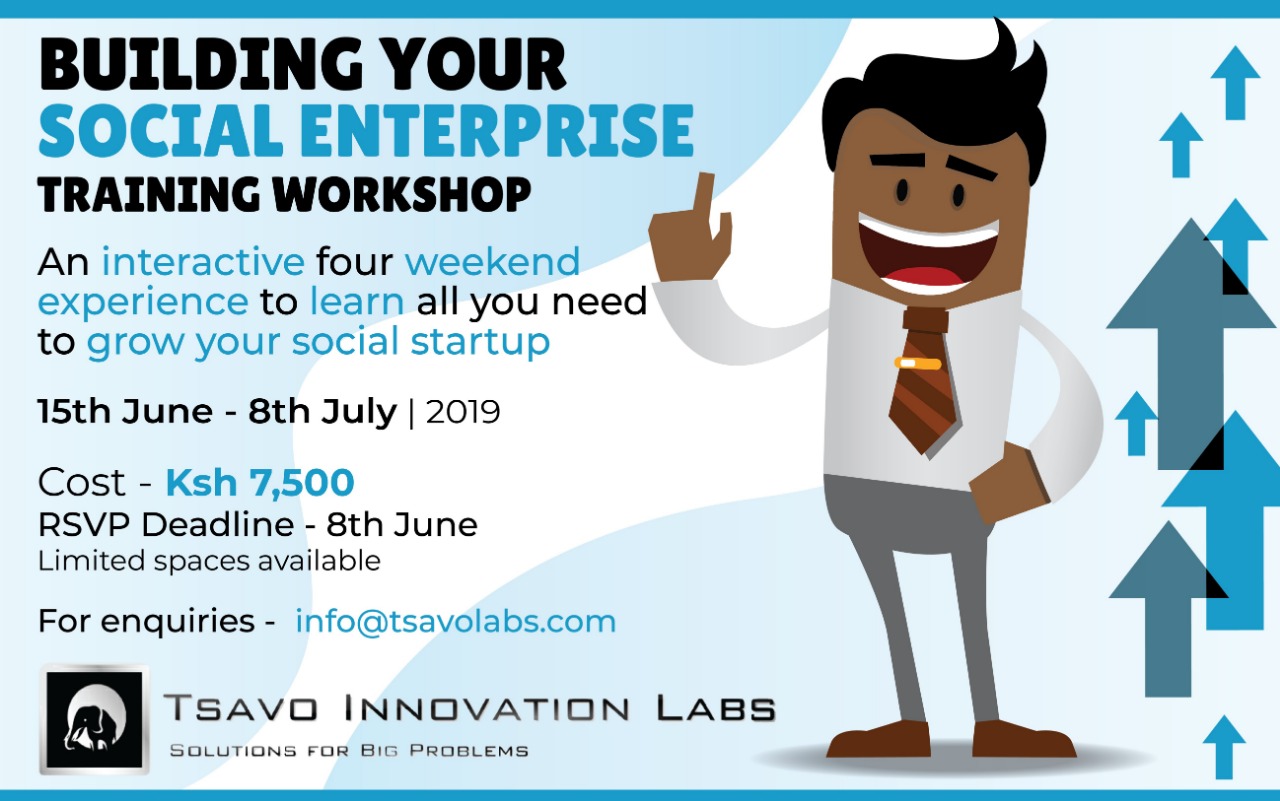 BUILDING YOUR
SOCIAL ENTERPRISE
TRAINING WORKSHOP
An interactive four weekend
experience to learn all you need
to grow your social startup
15th June - 8th July | 2019
Cost - Ksh 7,500
RSVP Deadline - 8th June
Limited spaces available
For enquiries - info@tsavolabs.com
TSAVO INNOVATION LABS
SOLUTIONS FOR BIG PROBLEMS